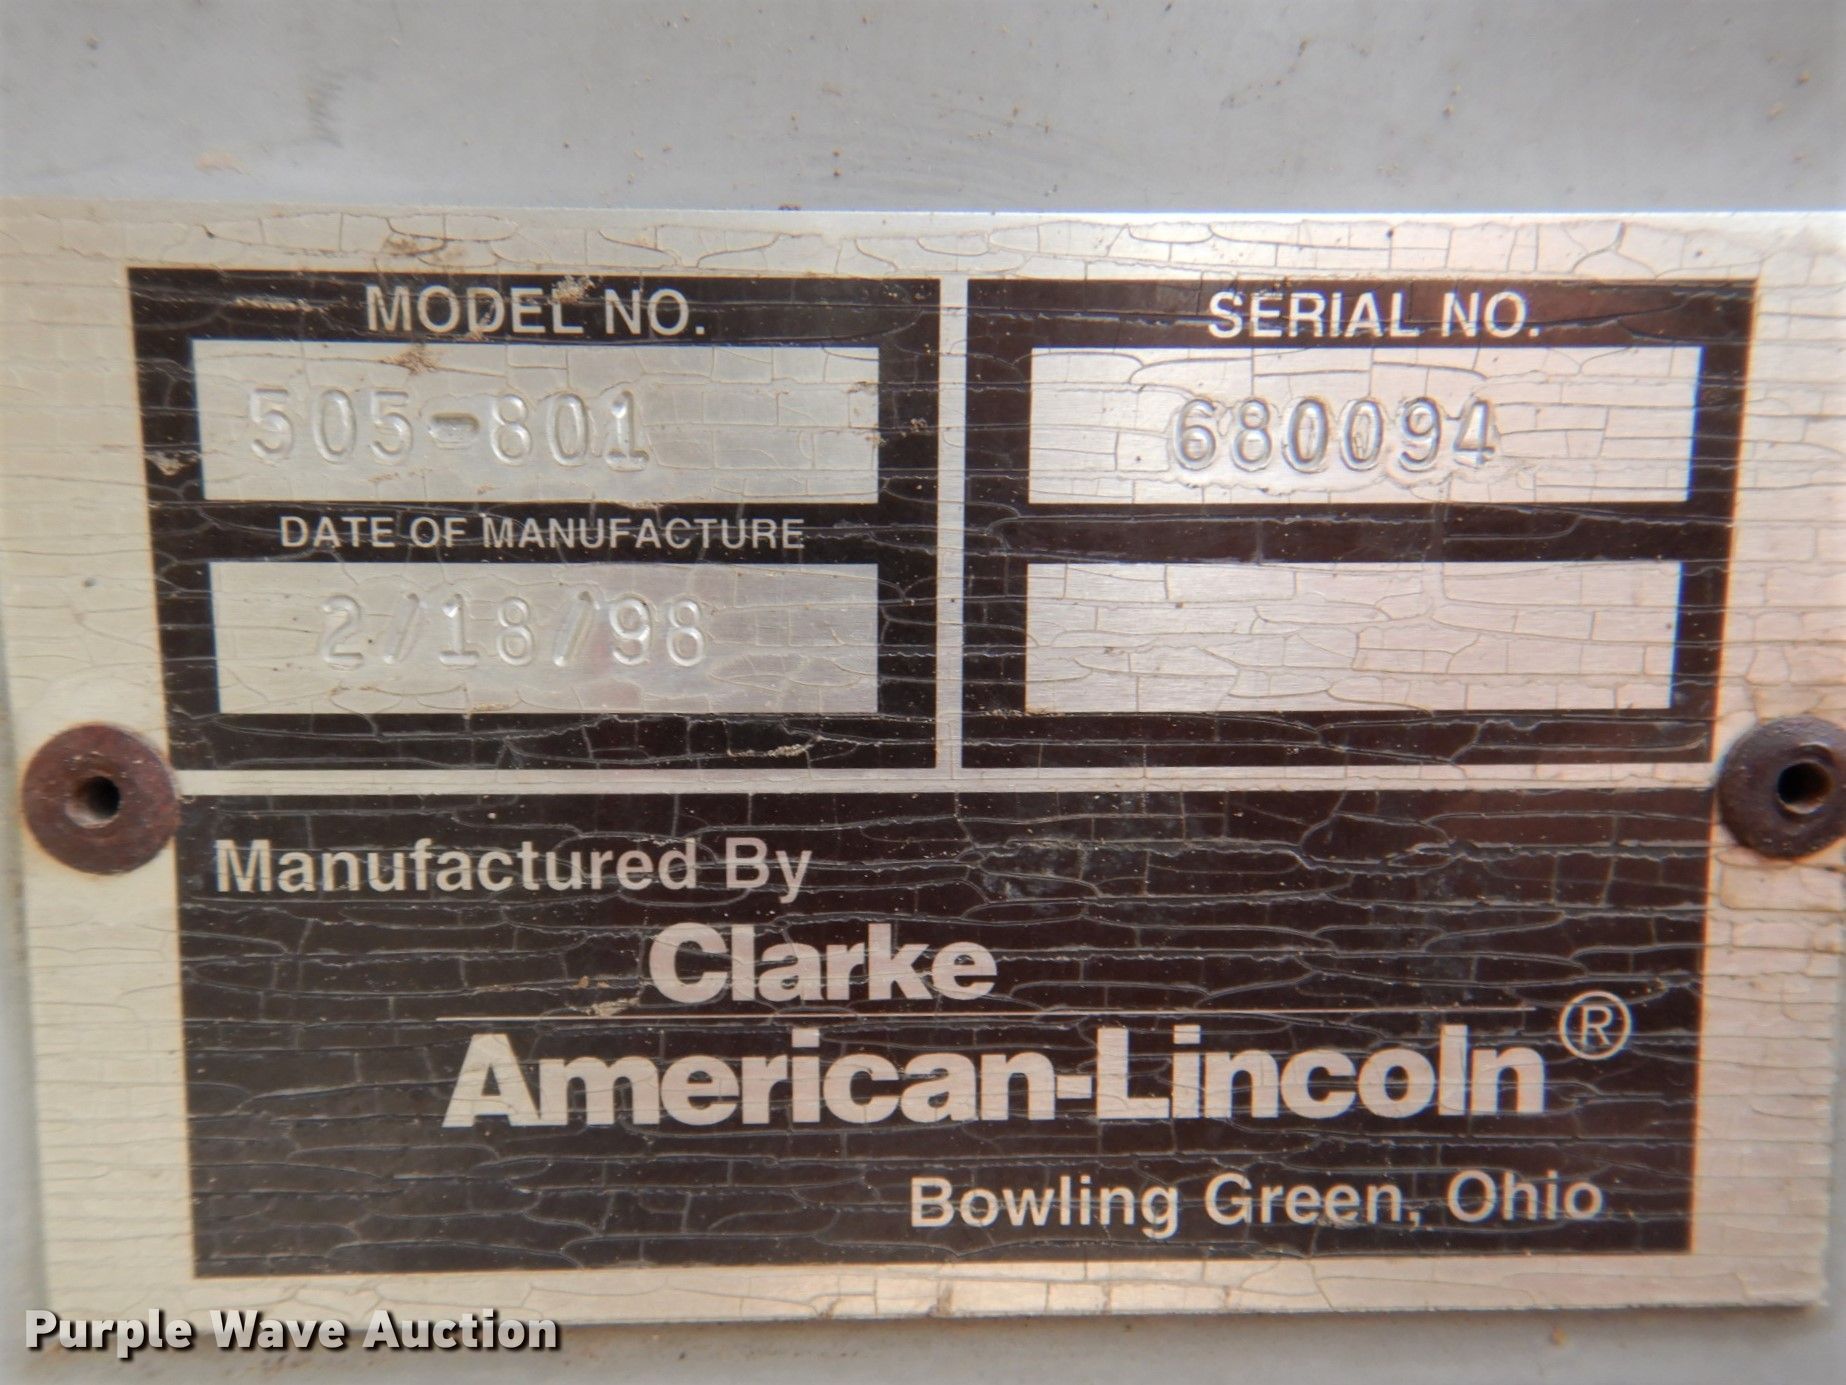 MODEL NO.
505-801
SERIAL NO.
680094
DATE OF MANUFACTURE
2/18/98
Manufactured By
Clarke
American-Lincoln®
Bowling Green, Ohio
Purple Wave Auction